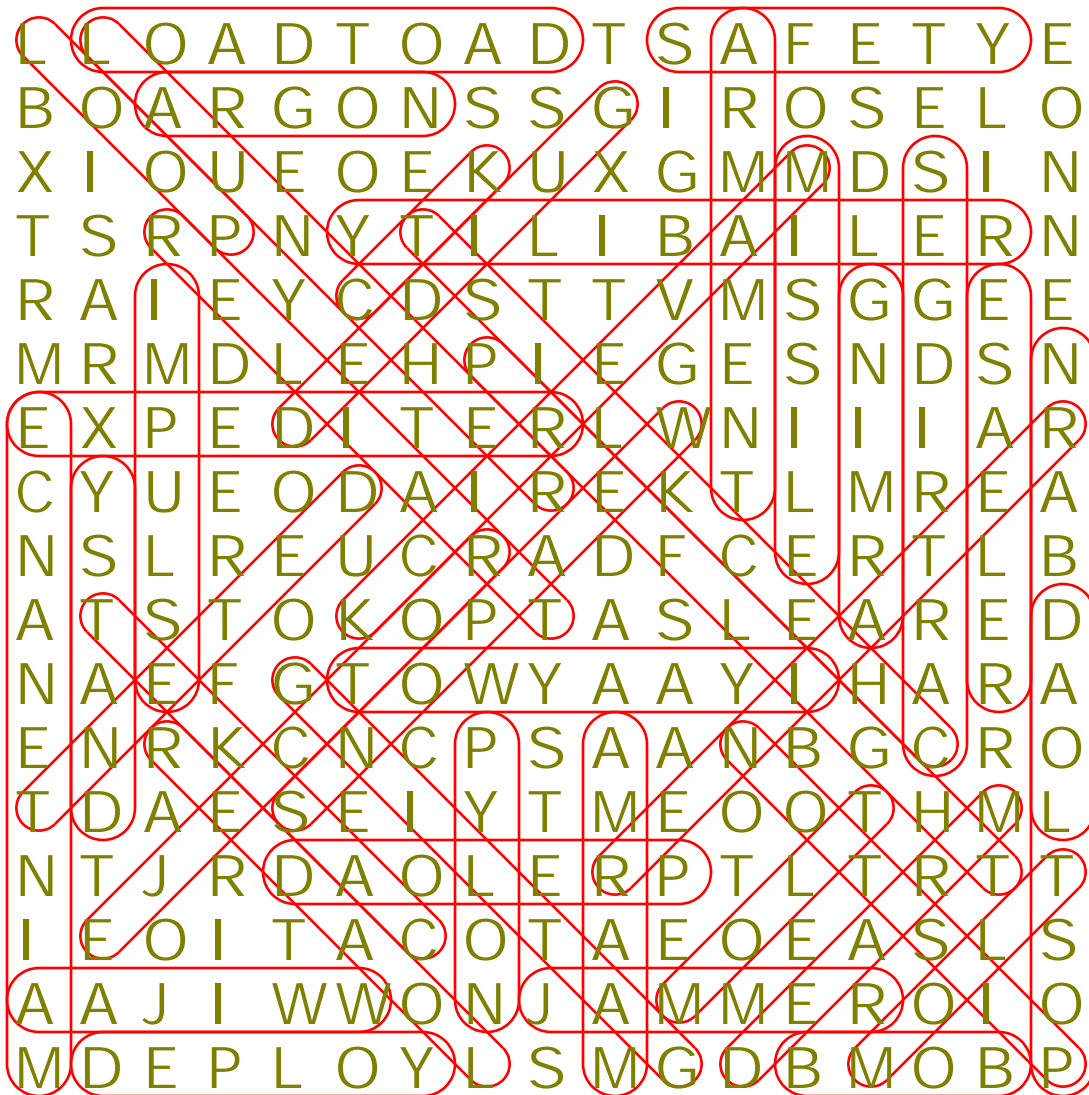 L L O A D T O A D T S A F E T Y E
B O A R G O N S S G I R O S E L O
X I O U E O E K U X G M M D S I N
T S R P N Y T I L I B A I L E R N
R A I E Y C D S T T V M S G G E E
M R M D L E H P I E G E S N D S N
E X P E D I T E R L W N I I I A R
C Y U E O D A I R E K T L M R E A
N S L R E U C R A D F C E R T L B
A T S T O K O P T A S L E A R E D
N A E F G T O W Y A A Y I H A R A
E N R K C N C P S A A N B G C R O
T D A E S E I Y T M E O O T H M L
N T J R D A O L E R P T L T R T T
I E O I T A C O T A E O E A S L S
A A J I W W O N J A M M E R O I O
M D E P L O Y L S M G D B M O B P